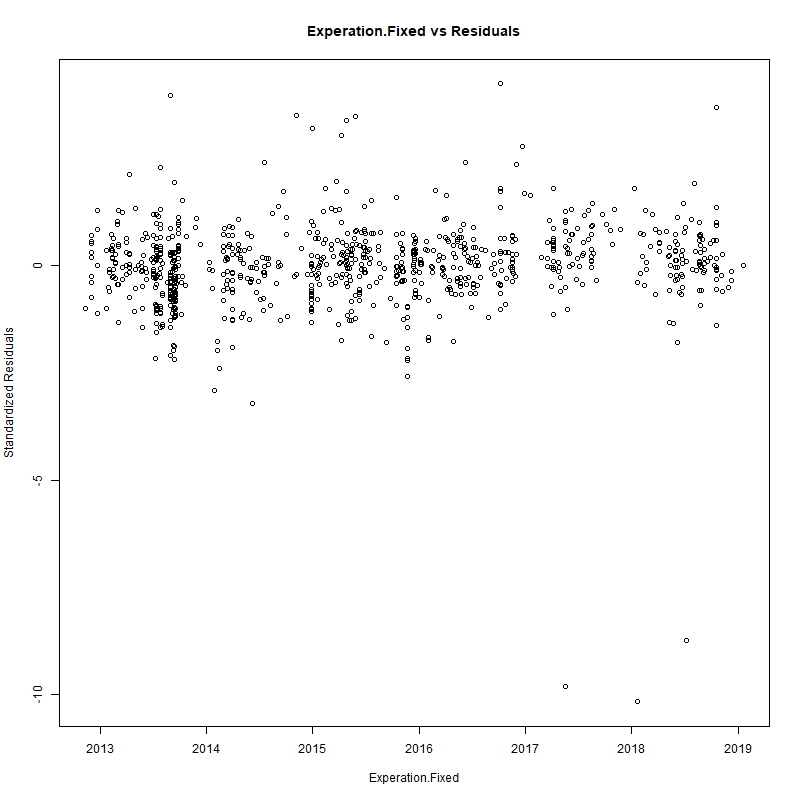 Experation.Fixed vs Residuals
Standardized Residuals
0
-5
-10
2013 2014 2015 2016 2017 2018 2019
Experation.Fixed